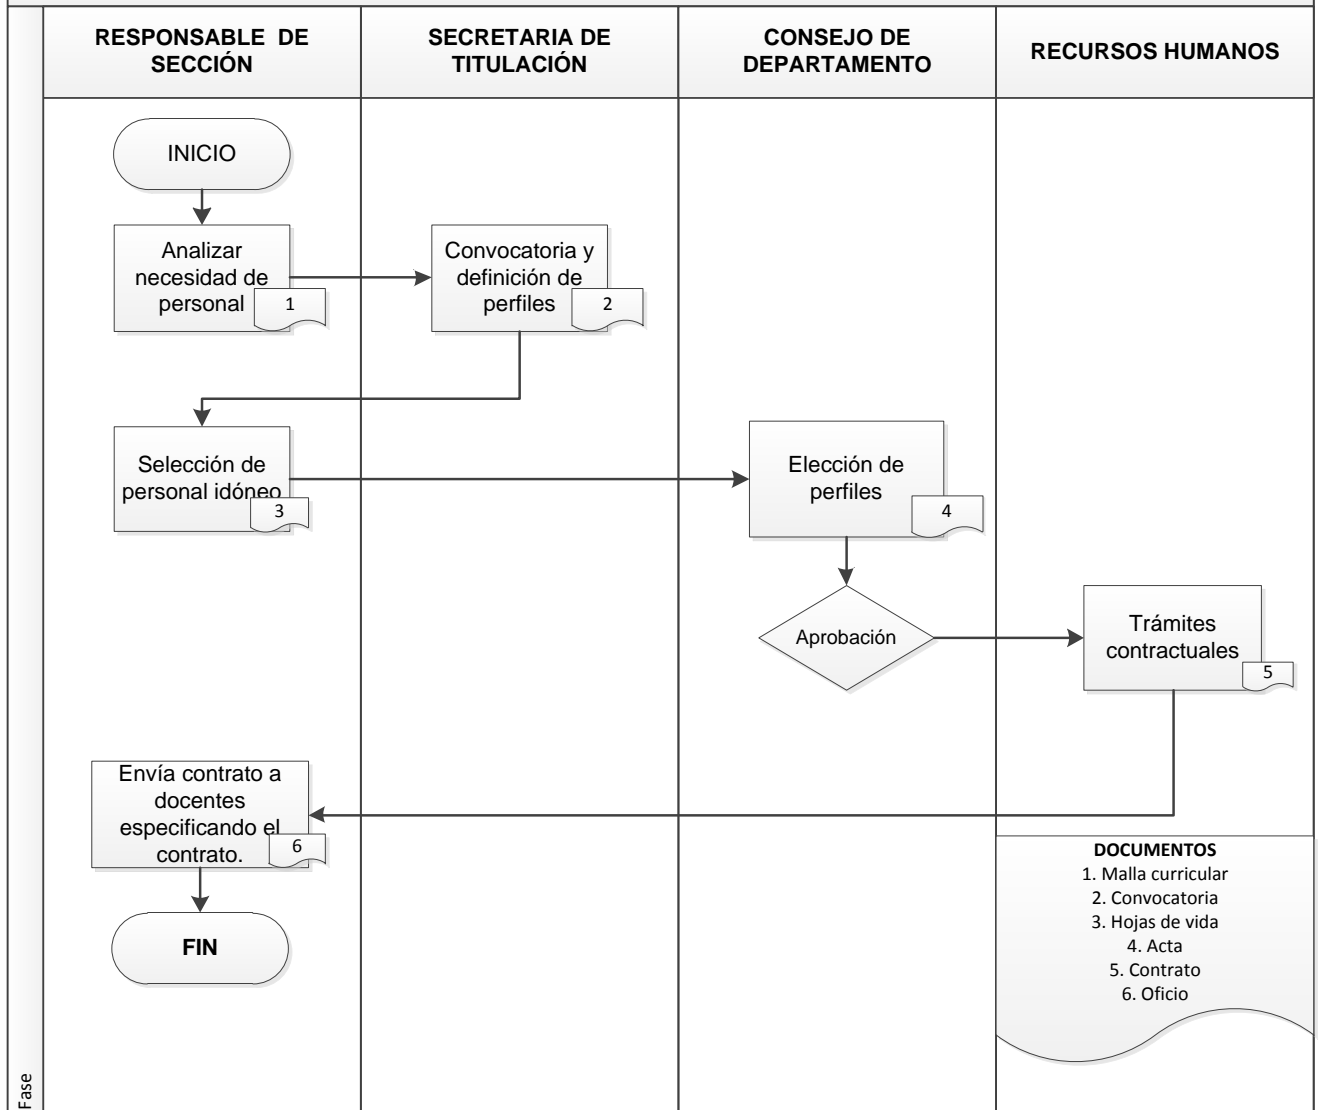 RESPONSABLE DE
SECCIÓN
SECRETARIA DE
TITULACIÓN
CONSEJO DE
DEPARTAMENTO
RECURSOS HUMANOS
INICIO
Analizar
necesidad de
personal
1
Convocatoria y
definición de
perfiles
2
Selección de
personal idóneo
3
Elección de
perfiles
4
Aprobación
Trámites
contractuales
5
Envía contrato a
docentes
especificando el
contrato.
6
FIN
DOCUMENTOS
1. Malla curricular
2. Convocatoria
3. Hojas de vida
4. Acta
5. Contrato
6. Oficio
Fase